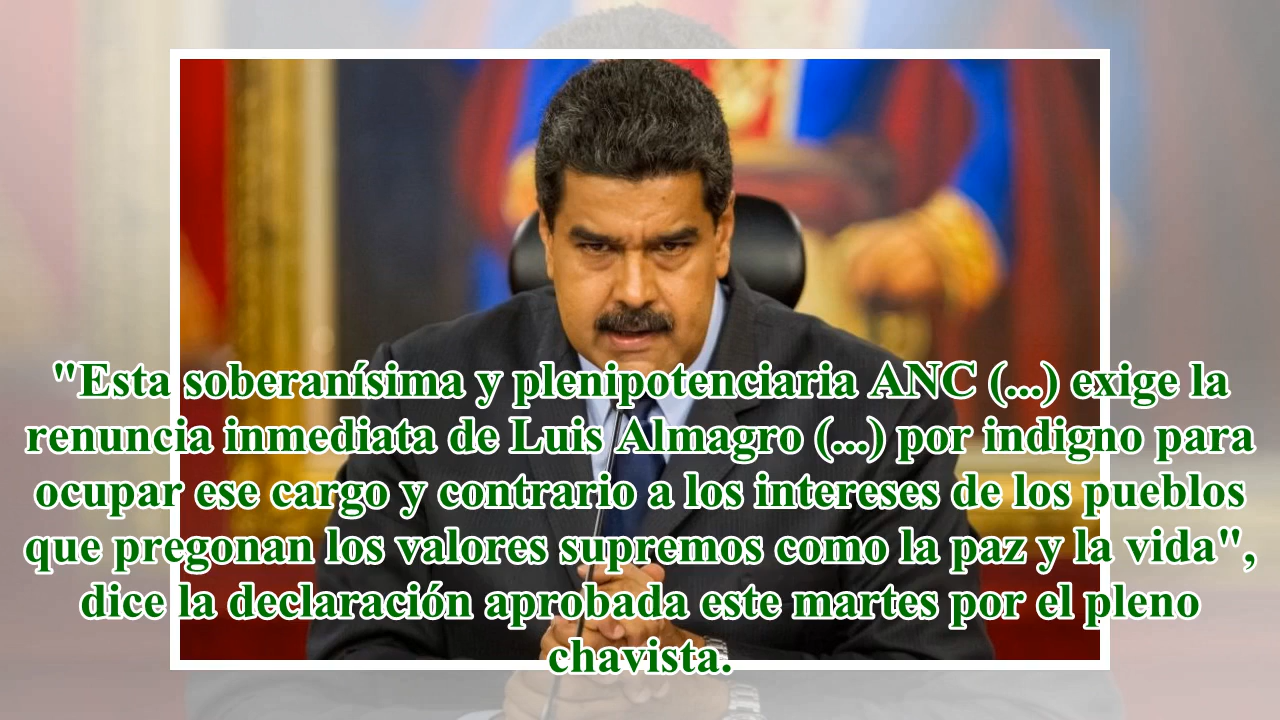 "Esta soberanísima y plenipotenciaria ANC (...) exige la
renuncia inmediata de Luis Almagro (...) por indigno para
ocupar ese cargo y contrario a los intereses de los pueblos
que pregonan los valores supremos como la paz y la vida",
dice la declaración aprobada este martes por el pleno
chavista.